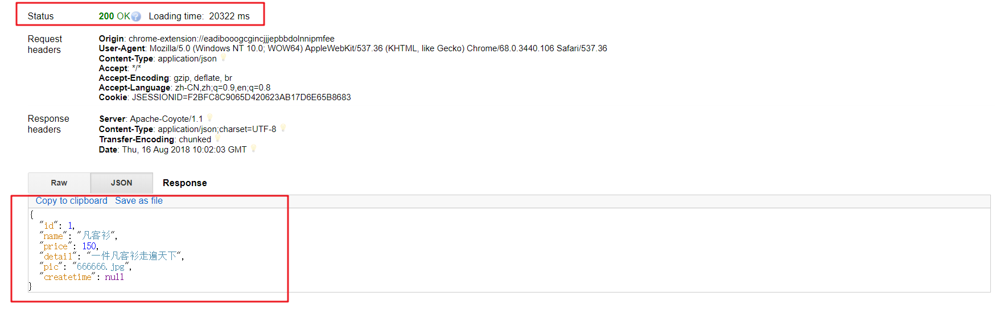 Status 200 OK Loading time: 20322 ms
Request headers
Origin: chrome-extension://eadibooogcgincjjjepbbdolnnipmfee
User-Agent: Mozilla/5.0 (Windows NT 10.0; WOW64) AppleWebKit/537.36 (KHTML, like Gecko) Chrome/68.0.3440.106 Safari/537.36
Content-Type: application/json
Accept: */*
Accept-Encoding: gzip, deflate, br
Accept-Language: zh-CN,zh;q=0.9,en;q=0.8
Cookie: JSESSIONID=F2BFC8C9065D420623AB17D6E65B8683
Response headers
Server: Apache-Coyote/1.1
Content-Type: application/json;charset=UTF-8
Transfer-Encoding: chunked
Date: Thu, 16 Aug 2018 10:02:03 GMT
Raw JSON Response
Copy to clipboard Save as file
{
"id": 1,
"name": "凡客衫",
"price": 150,
"detail": "一件凡客衫走遍天下",
"pic": "666666.jpg",
"createtime": null
}